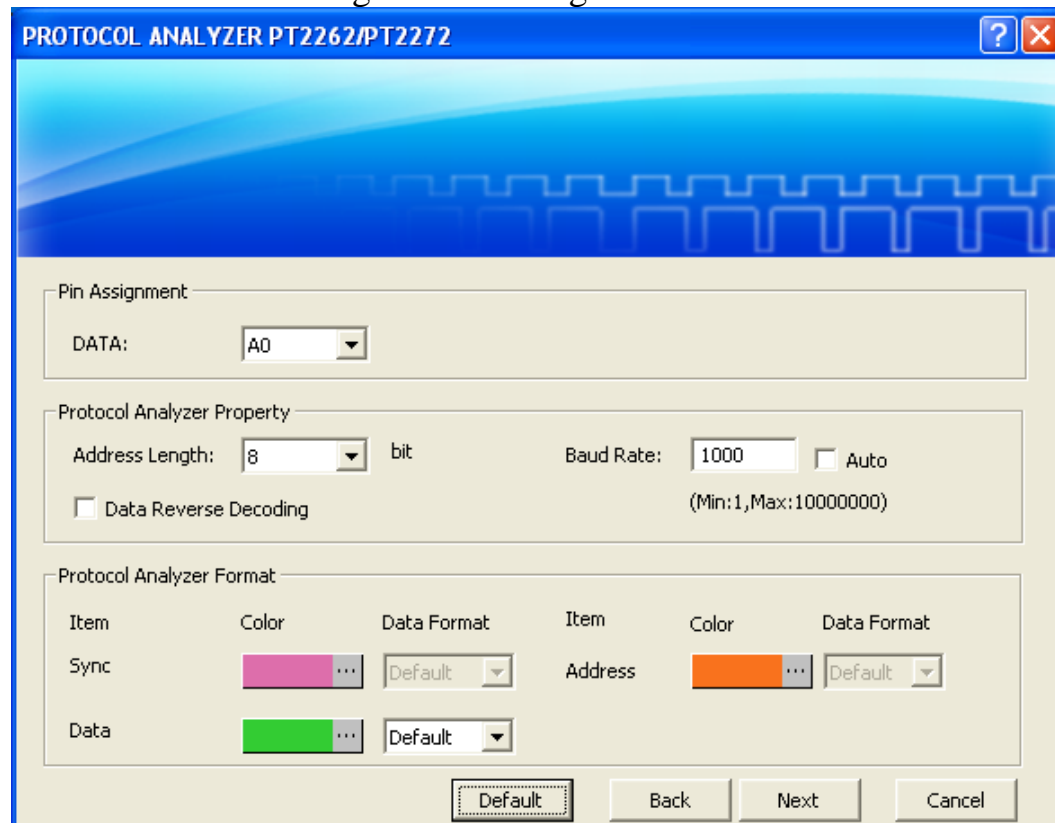 PROTOCOL ANALYZER PT2262/PT2272
Pin Assignment
DATA: A0
Protocol Analyzer Property
Address Length: 8 bit Baud Rate: 1000 Auto
Data Reverse Decoding (Min:1,Max:10000000)
Protocol Analyzer Format
Item Color Data Format Item Color Data Format
Sync ... Default Address ... Default
Data ... Default
Default Back Next Cancel